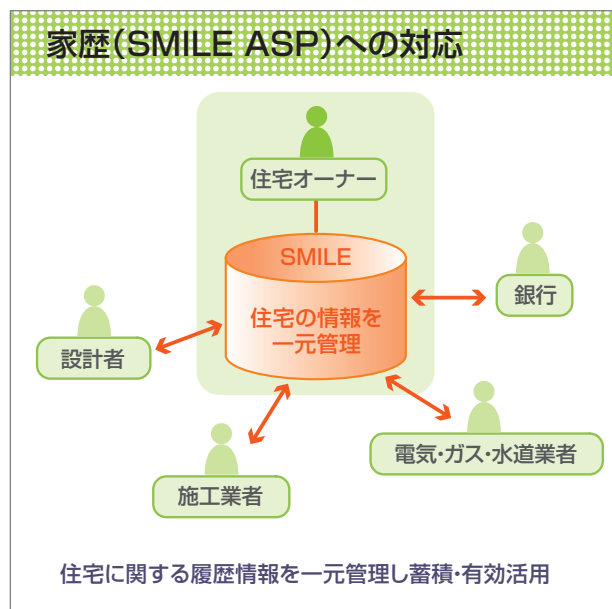 家歴(SMILE ASP)への対応
住宅オーナー
SMILE
住宅の情報を
一元管理
銀行
設計者
電気・ガス・水道業者
施工業者
住宅に関する履歴情報を一元管理し蓄積・有効活用